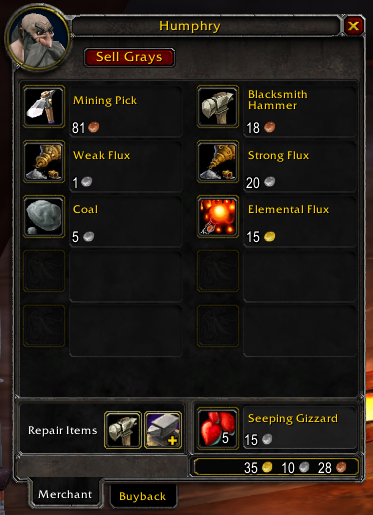 Humphry
Sell Grays
Mining Pick
81
Blacksmith
Hammer
18
Weak Flux
1
Strong Flux
20
Coal
5
Elemental Flux
15
Repair Items
5
Seeping Gizzard
15
35 10 28
Merchant
Buyback